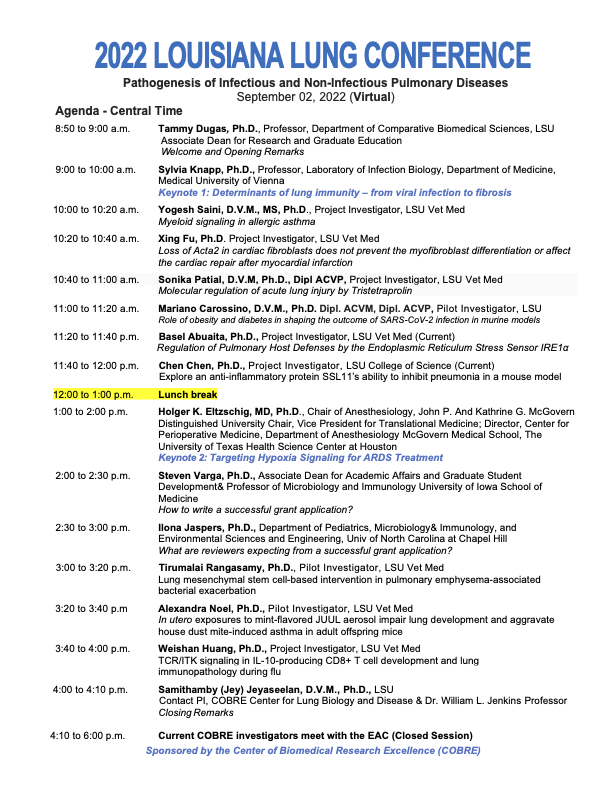 2022 LOUISIANA LUNG CONFERENCE
Pathogenesis of Infectious and Non-Infectious Pulmonary Diseases
September 02, 2022 (Virtual)
Agenda - Central Time
8:50 to 9:00 a.m. Tammy Dugas, Ph.D., Professor, Department of Comparative Biomedical Sciences, LSU
Associate Dean for Research and Graduate Education
Welcome and Opening Remarks
9:00 to 10:00 a.m. Sylvia Knapp, Ph.D., Professor, Laboratory of Infection Biology, Department of Medicine,
Medical University of Vienna
Keynote 1: Determinants of lung immunity – from viral infection to fibrosis
10:00 to 10:20 a.m. Yogesh Saini, D.V.M., MS, Ph.D., Project Investigator, LSU Vet Med
Myeloid signaling in allergic asthma
10:20 to 10:40 a.m. Xing Fu, Ph.D. Project Investigator, LSU Vet Med
Loss of Acta2 in cardiac fibroblasts does not prevent the myofibroblast differentiation or affect
the cardiac repair after myocardial infarction
10:40 to 11:00 a.m. Sonika Patial, D.V.M, Ph.D., Dipl ACVP, Project Investigator, LSU Vet Med
Molecular regulation of acute lung injury by Tristetraprolin
11:00 to 11:20 a.m. Mariano Carossino, D.V.M., Ph.D. Dipl. ACVM, Dipl. ACVP, Pilot Investigator, LSU
Role of obesity and diabetes in shaping the outcome of SARS-CoV-2 infection in murine models
11:20 to 11:40 p.m. Basel Abuaita, Ph.D., Project Investigator, LSU Vet Med (Current)
Regulation of Pulmonary Host Defenses by the Endoplasmic Reticulum Stress Sensor IRE1α
11:40 to 12:00 p.m. Chen Chen, Ph.D., Project Investigator, LSU College of Science (Current)
Explore an anti-inflammatory protein SSL11's ability to inhibit pneumonia in a mouse model
12:00 to 1:00 p.m. Lunch break
1:00 to 2:00 p.m. Holger K. Eltzschig, MD, Ph.D., Chair of Anesthesiology, John P. And Kathrine G. McGovern
Distinguished University Chair, Vice President for Translational Medicine; Director, Center for
Perioperative Medicine, Department of Anesthesiology McGovern Medical School, The
University of Texas Health Science Center at Houston
Keynote 2: Targeting Hypoxia Signaling for ARDS Treatment
2:00 to 2:30 p.m. Steven Varga, Ph.D., Associate Dean for Academic Affairs and Graduate Student
Development& Professor of Microbiology and Immunology University of Iowa School of
Medicine
How to write a successful grant application?
2:30 to 3:00 p.m. Ilona Jaspers, Ph.D., Department of Pediatrics, Microbiology& Immunology, and
Environmental Sciences and Engineering, Univ of North Carolina at Chapel Hill
What are reviewers expecting from a successful grant application?
3:00 to 3:20 p.m. Tirumalai Rangasamy, Ph.D., Pilot Investigator, LSU Vet Med
Lung mesenchymal stem cell-based intervention in pulmonary emphysema-associated
bacterial exacerbation
3:20 to 3:40 p.m Alexandra Noel, Ph.D., Pilot Investigator, LSU Vet Med
In utero exposures to mint-flavored JUUL aerosol impair lung development and aggravate
house dust mite-induced asthma in adult offspring mice
3:40 to 4:00 p.m. Weishan Huang, Ph.D., Project Investigator, LSU Vet Med
TCR/ITK signaling in IL-10-producing CD8+ T cell development and lung
immunopathology during flu
4:00 to 4:10 p.m. Samithamby (Jey) Jeyaseelan, D.V.M., Ph.D., LSU
Contact PI, COBRE Center for Lung Biology and Disease & Dr. William L. Jenkins Professor
Closing Remarks
4:10 to 6:00 p.m. Current COBRE investigators meet with the EAC (Closed Session)
Sponsored by the Center of Biomedical Research Excellence (COBRE)